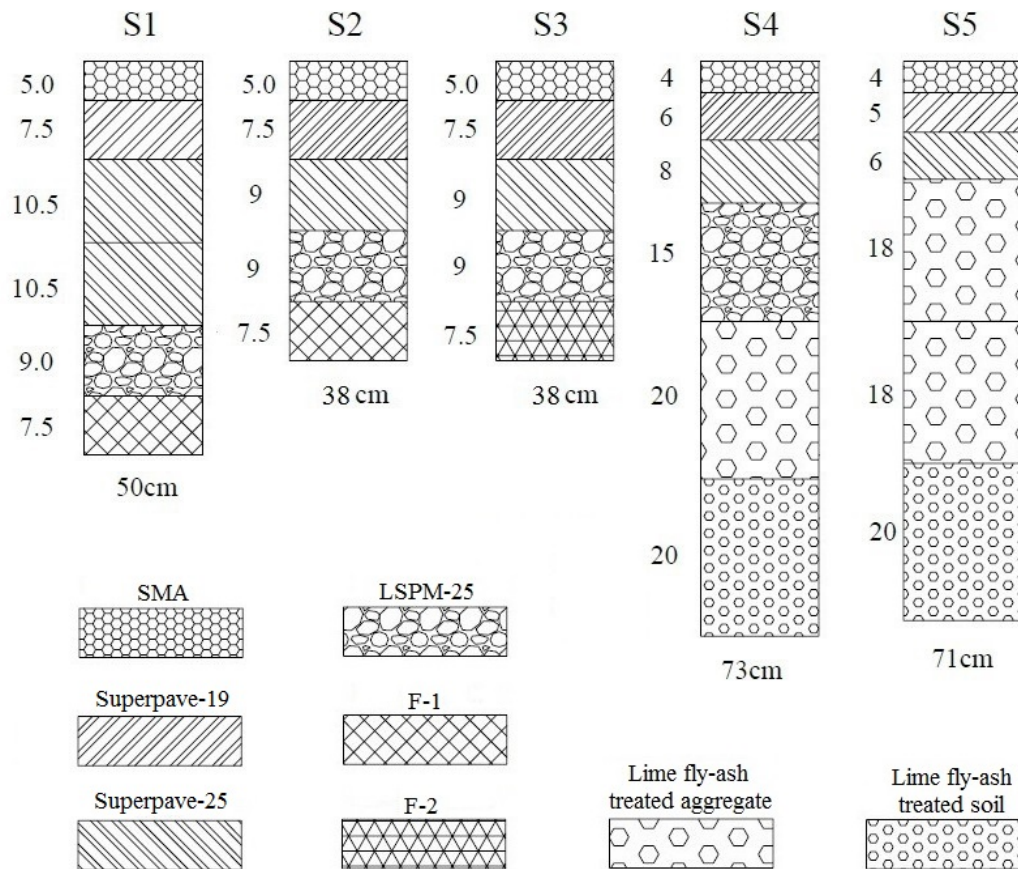 S1
S2
S3
S4
S5
5.0
7.5
10.5
10.5
9.0
7.5
50cm
5.0
7.5
9
9
7.5
38 cm
5.0
7.5
9
9
7.5
38 cm
4
6
8
15
20
20
73cm
4
5
6
18
18
20
71cm
SMA
LSPM-25
Superpave-19
F-1
Superpave-25
F-2
Lime fly-ash
treated aggregate
Lime fly-ash
treated soil